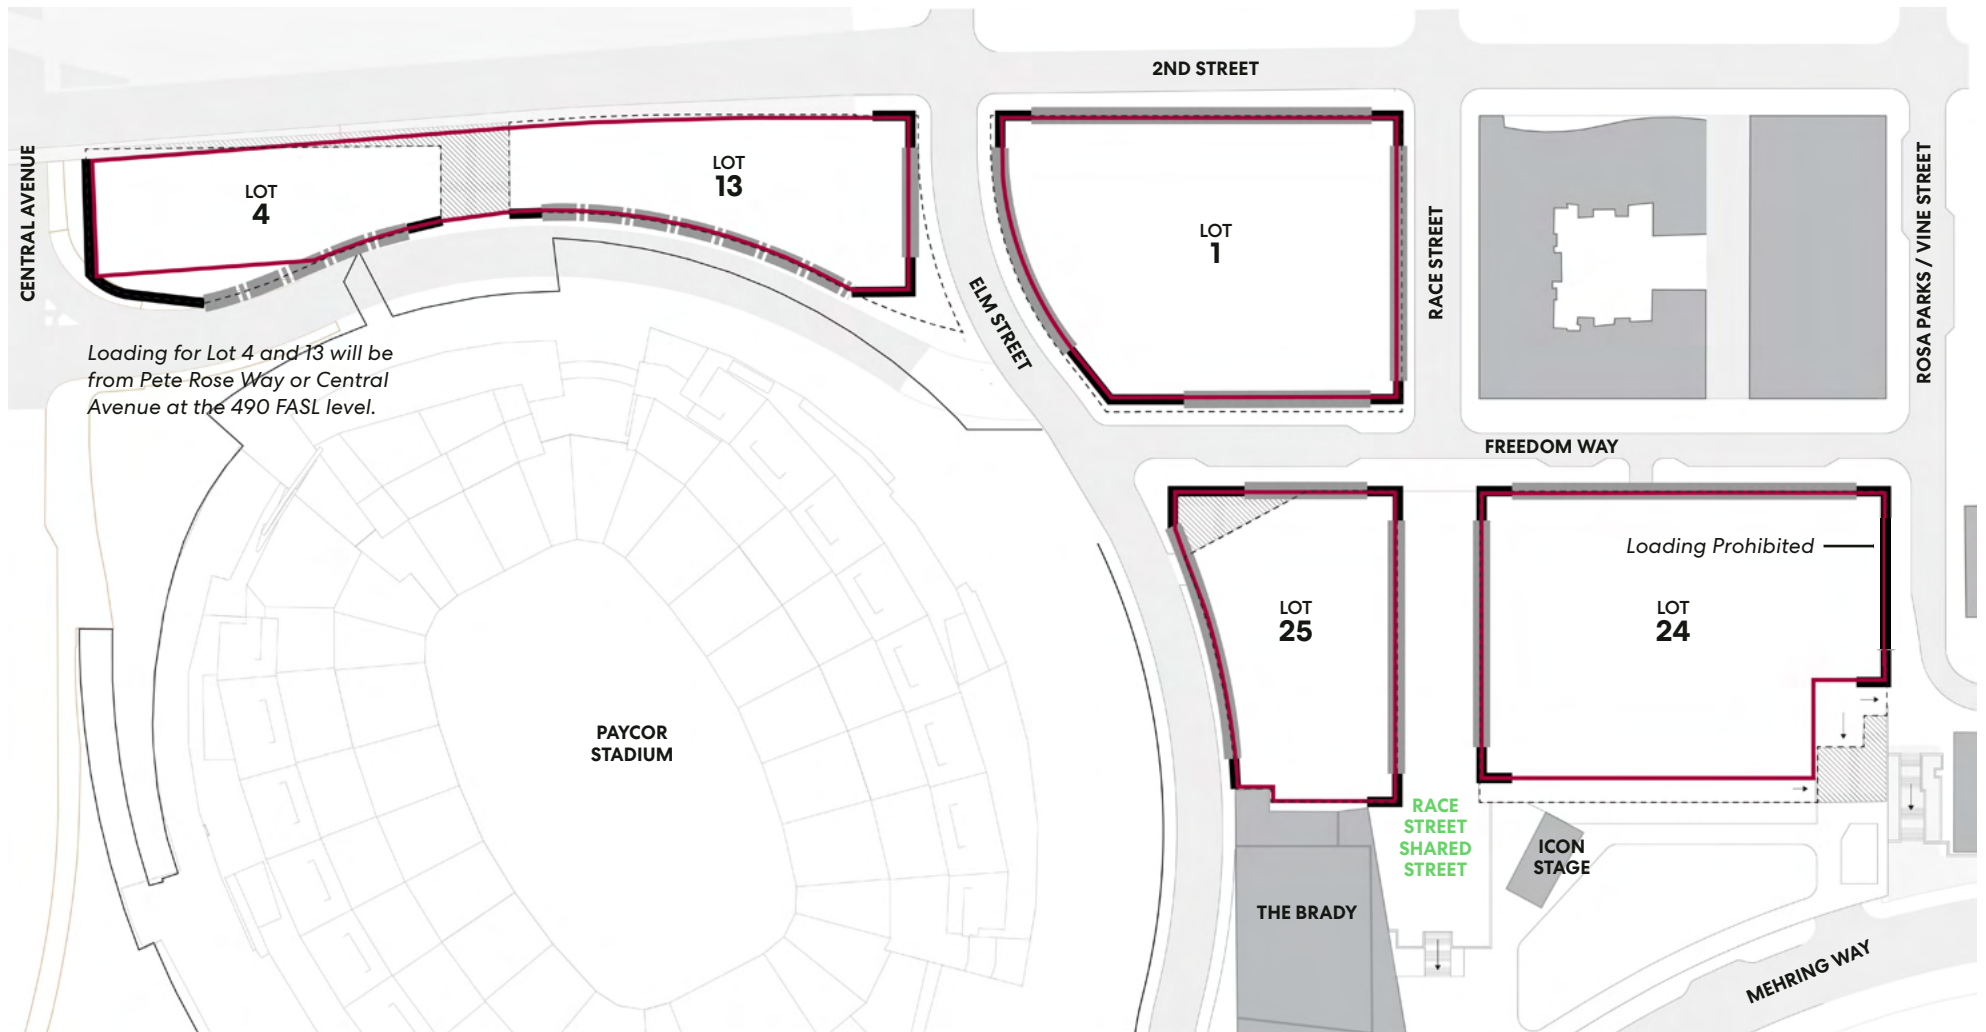 2ND STREET
CENTRAL AVENUE
LOT
4
LOT
13
LOT
1
ELM STREET
RACE STREET
ROSA PARKS / VINE STREET
Loading for Lot 4 and 13 will be
from Pete Rose Way or Central
Avenue at the 490 FASL level.
FREEDOM WAY
Loading Prohibited
LOT
25
LOT
24
PAYCOR
STADIUM
RACE
STREET
SHARED
STREET
ICON
STAGE
THE BRADY
MEHRING WAY